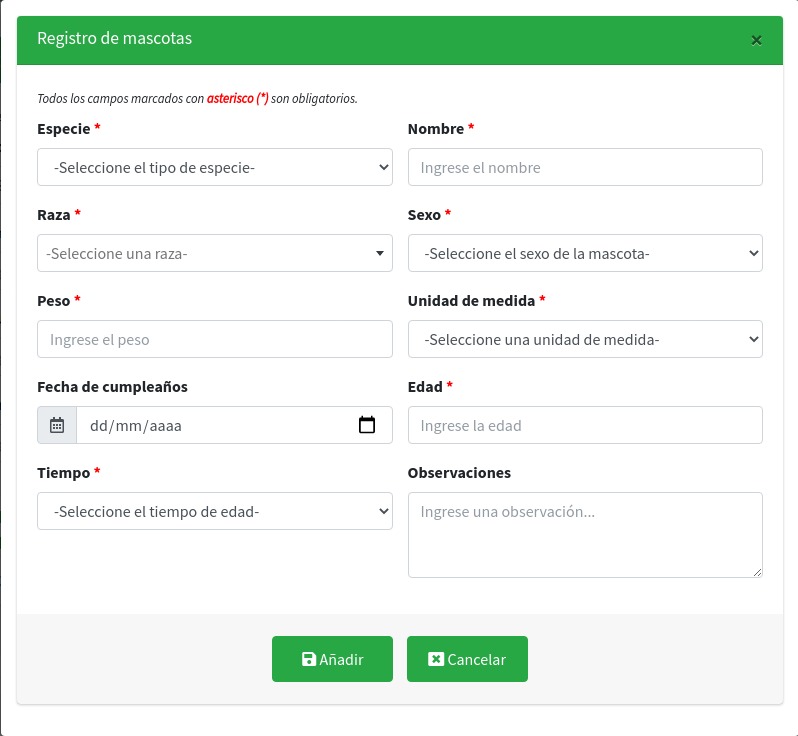 Registro de mascotas ×
Todos los campos marcados con asterisco (*) son obligatorios.
Especie * Nombre *
-Seleccione el tipo de especie- Ingrese el nombre
Raza * Sexo *
-Seleccione una raza- -Seleccione el sexo de la mascota-
Peso * Unidad de medida *
Ingrese el peso -Seleccione una unidad de medida-
Fecha de cumpleaños Edad *
dd/mm/aaaa Ingrese la edad
Tiempo * Observaciones
-Seleccione el tiempo de edad- Ingrese una observación...
Añadir Cancelar